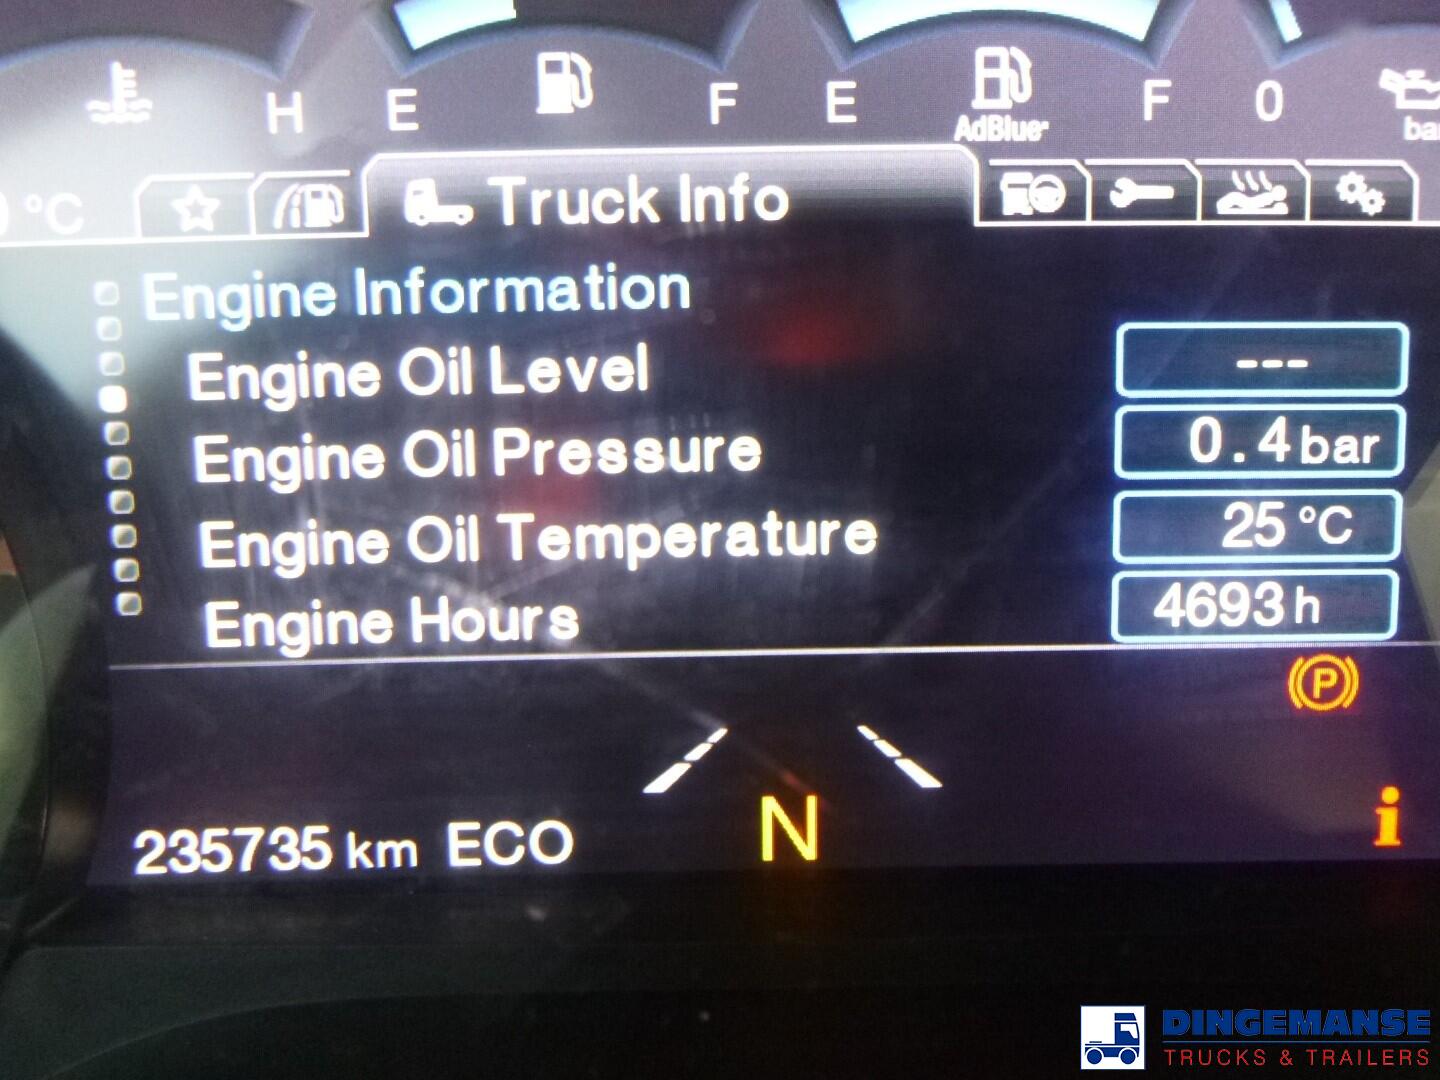 H E F E F 0
AdBlue
°C
Truck Info
Engine Information
Engine Oil Level ---
Engine Oil Pressure 0.4 bar
Engine Oil Temperature 25 °C
Engine Hours 4693 h
P
235735 km ECO N i
DINGEMANSE
TRUCKS & TRAILERS